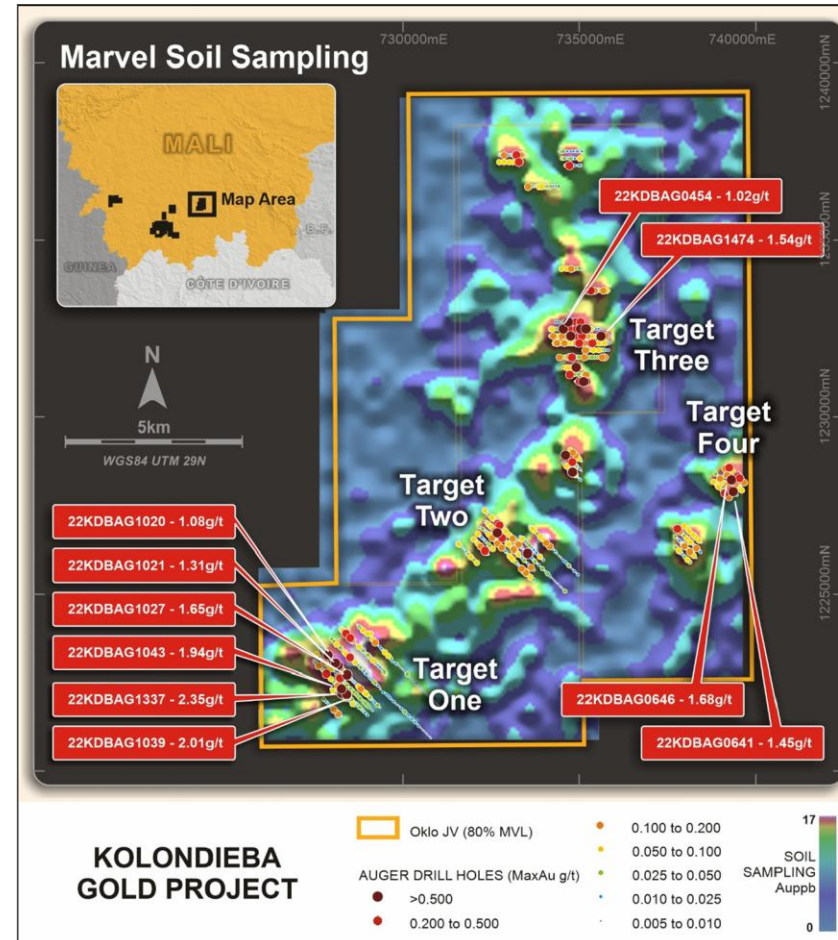 730000mE
735000mE
740000mE
Marvel Soil Sampling
1240000mN
MALI
Map Area
B.F.
GUINEA
CÔTE D'IVOIRE
22KDBAG0454 - 1.02g/t
22KDBAG1474 - 1.54g/t
N
5km
WGS84 UTM 29N
Target
Three
1230000mN
Target
Four
Target
Two
1225000mN
22KDBAG1020 - 1.08g/t
22KDBAG1021 - 1.31g/t
22KDBAG1027 - 1.65g/t
22KDBAG1043 - 1.94g/t
22KDBAG1337 - 2.35g/t
22KDBAG1039 - 2.01g/t
Target
One
22KDBAG0646 - 1.68g/t
22KDBAG0641 - 1.45g/t
KOLONDIEBA
GOLD PROJECT
Oklo JV (80% MVL)
AUGER DRILL HOLES (MaxAu g/t)
>0.500
0.200 to 0.500
0.100 to 0.200
0.050 to 0.100
0.025 to 0.050
0.010 to 0.025
0.005 to 0.010
17
SOIL
SAMPLING
Auppb
0